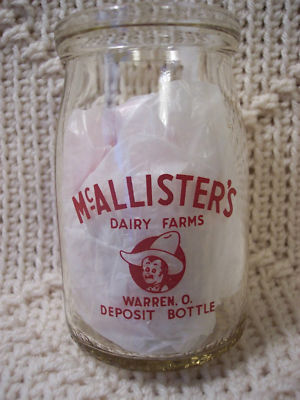 McALLISTER'S
DAIRY FARMS
WARREN, O.
DEPOSIT BOTTLE